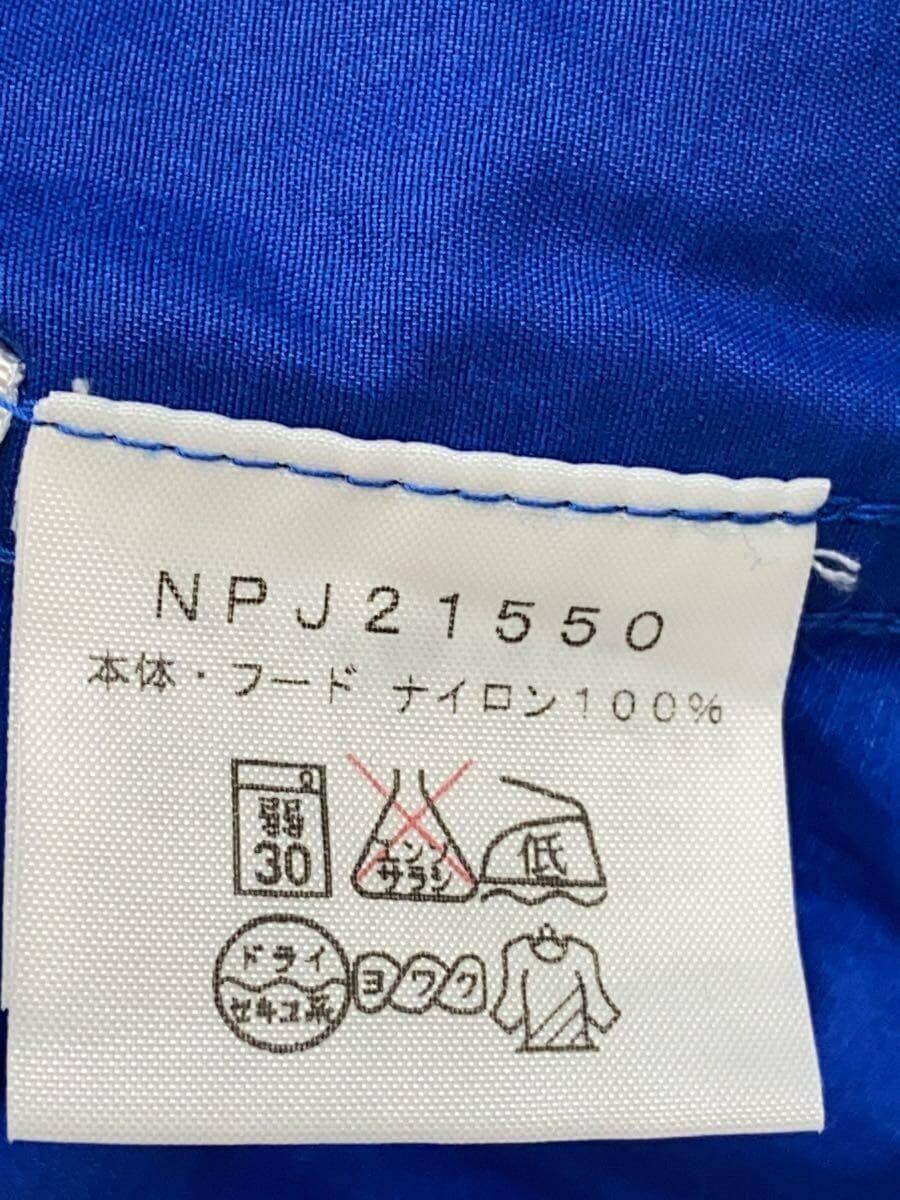 NPJ21550
本体・フード ナイロン100%
弱
30
エンソ
サラシ
低
ドライ
セキユ系
ヨワク